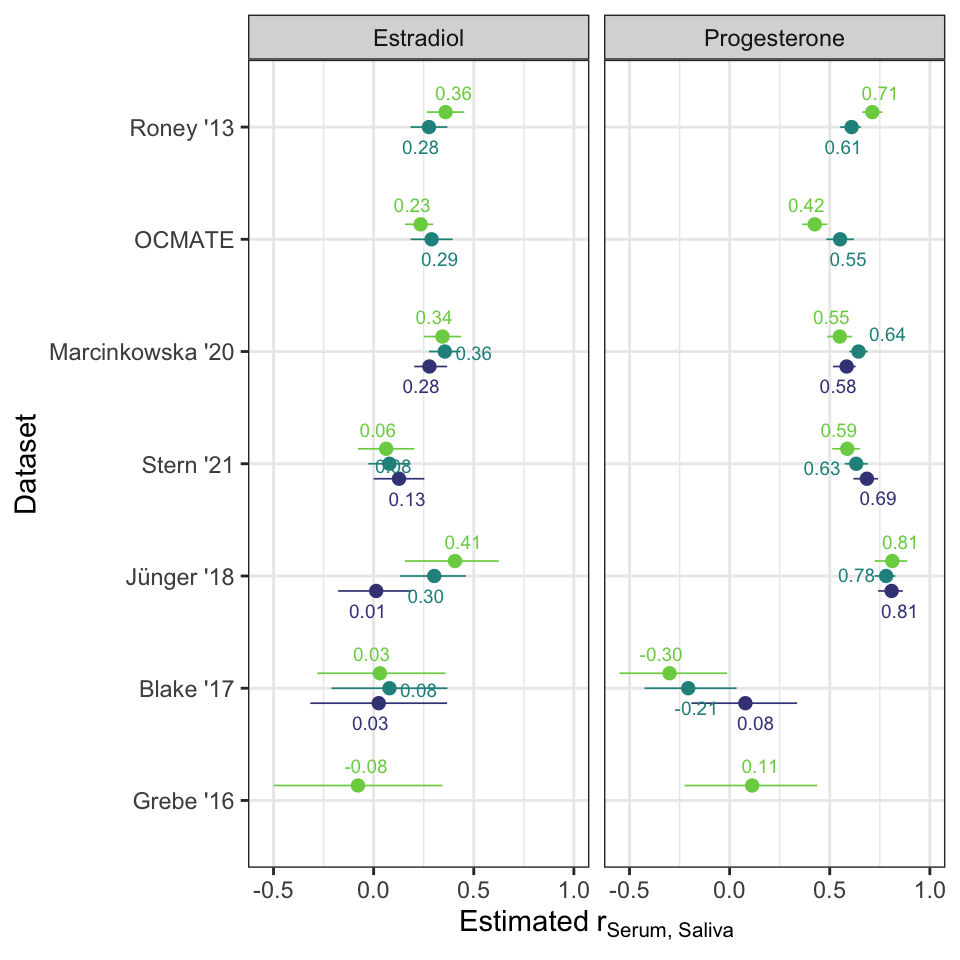 Estradiol Progesterone
Roney '13 0.36 0.28 0.71 0.61
OCMATE 0.23 0.29 0.42 0.55
Marcinkowska '20 0.34 0.36 0.28 0.55 0.64 0.58
Stern '21 0.06 0.08 0.13 0.59 0.63 0.69
Jünger '18 0.41 0.30 0.01 0.81 0.78 0.81
Blake '17 0.03 0.08 0.03 -0.30 -0.21 0.08
Grebe '16 -0.08 0.11
Dataset
-0.5 0.0 0.5 1.0 -0.5 0.0 0.5 1.0
Estimated r Serum, Saliva